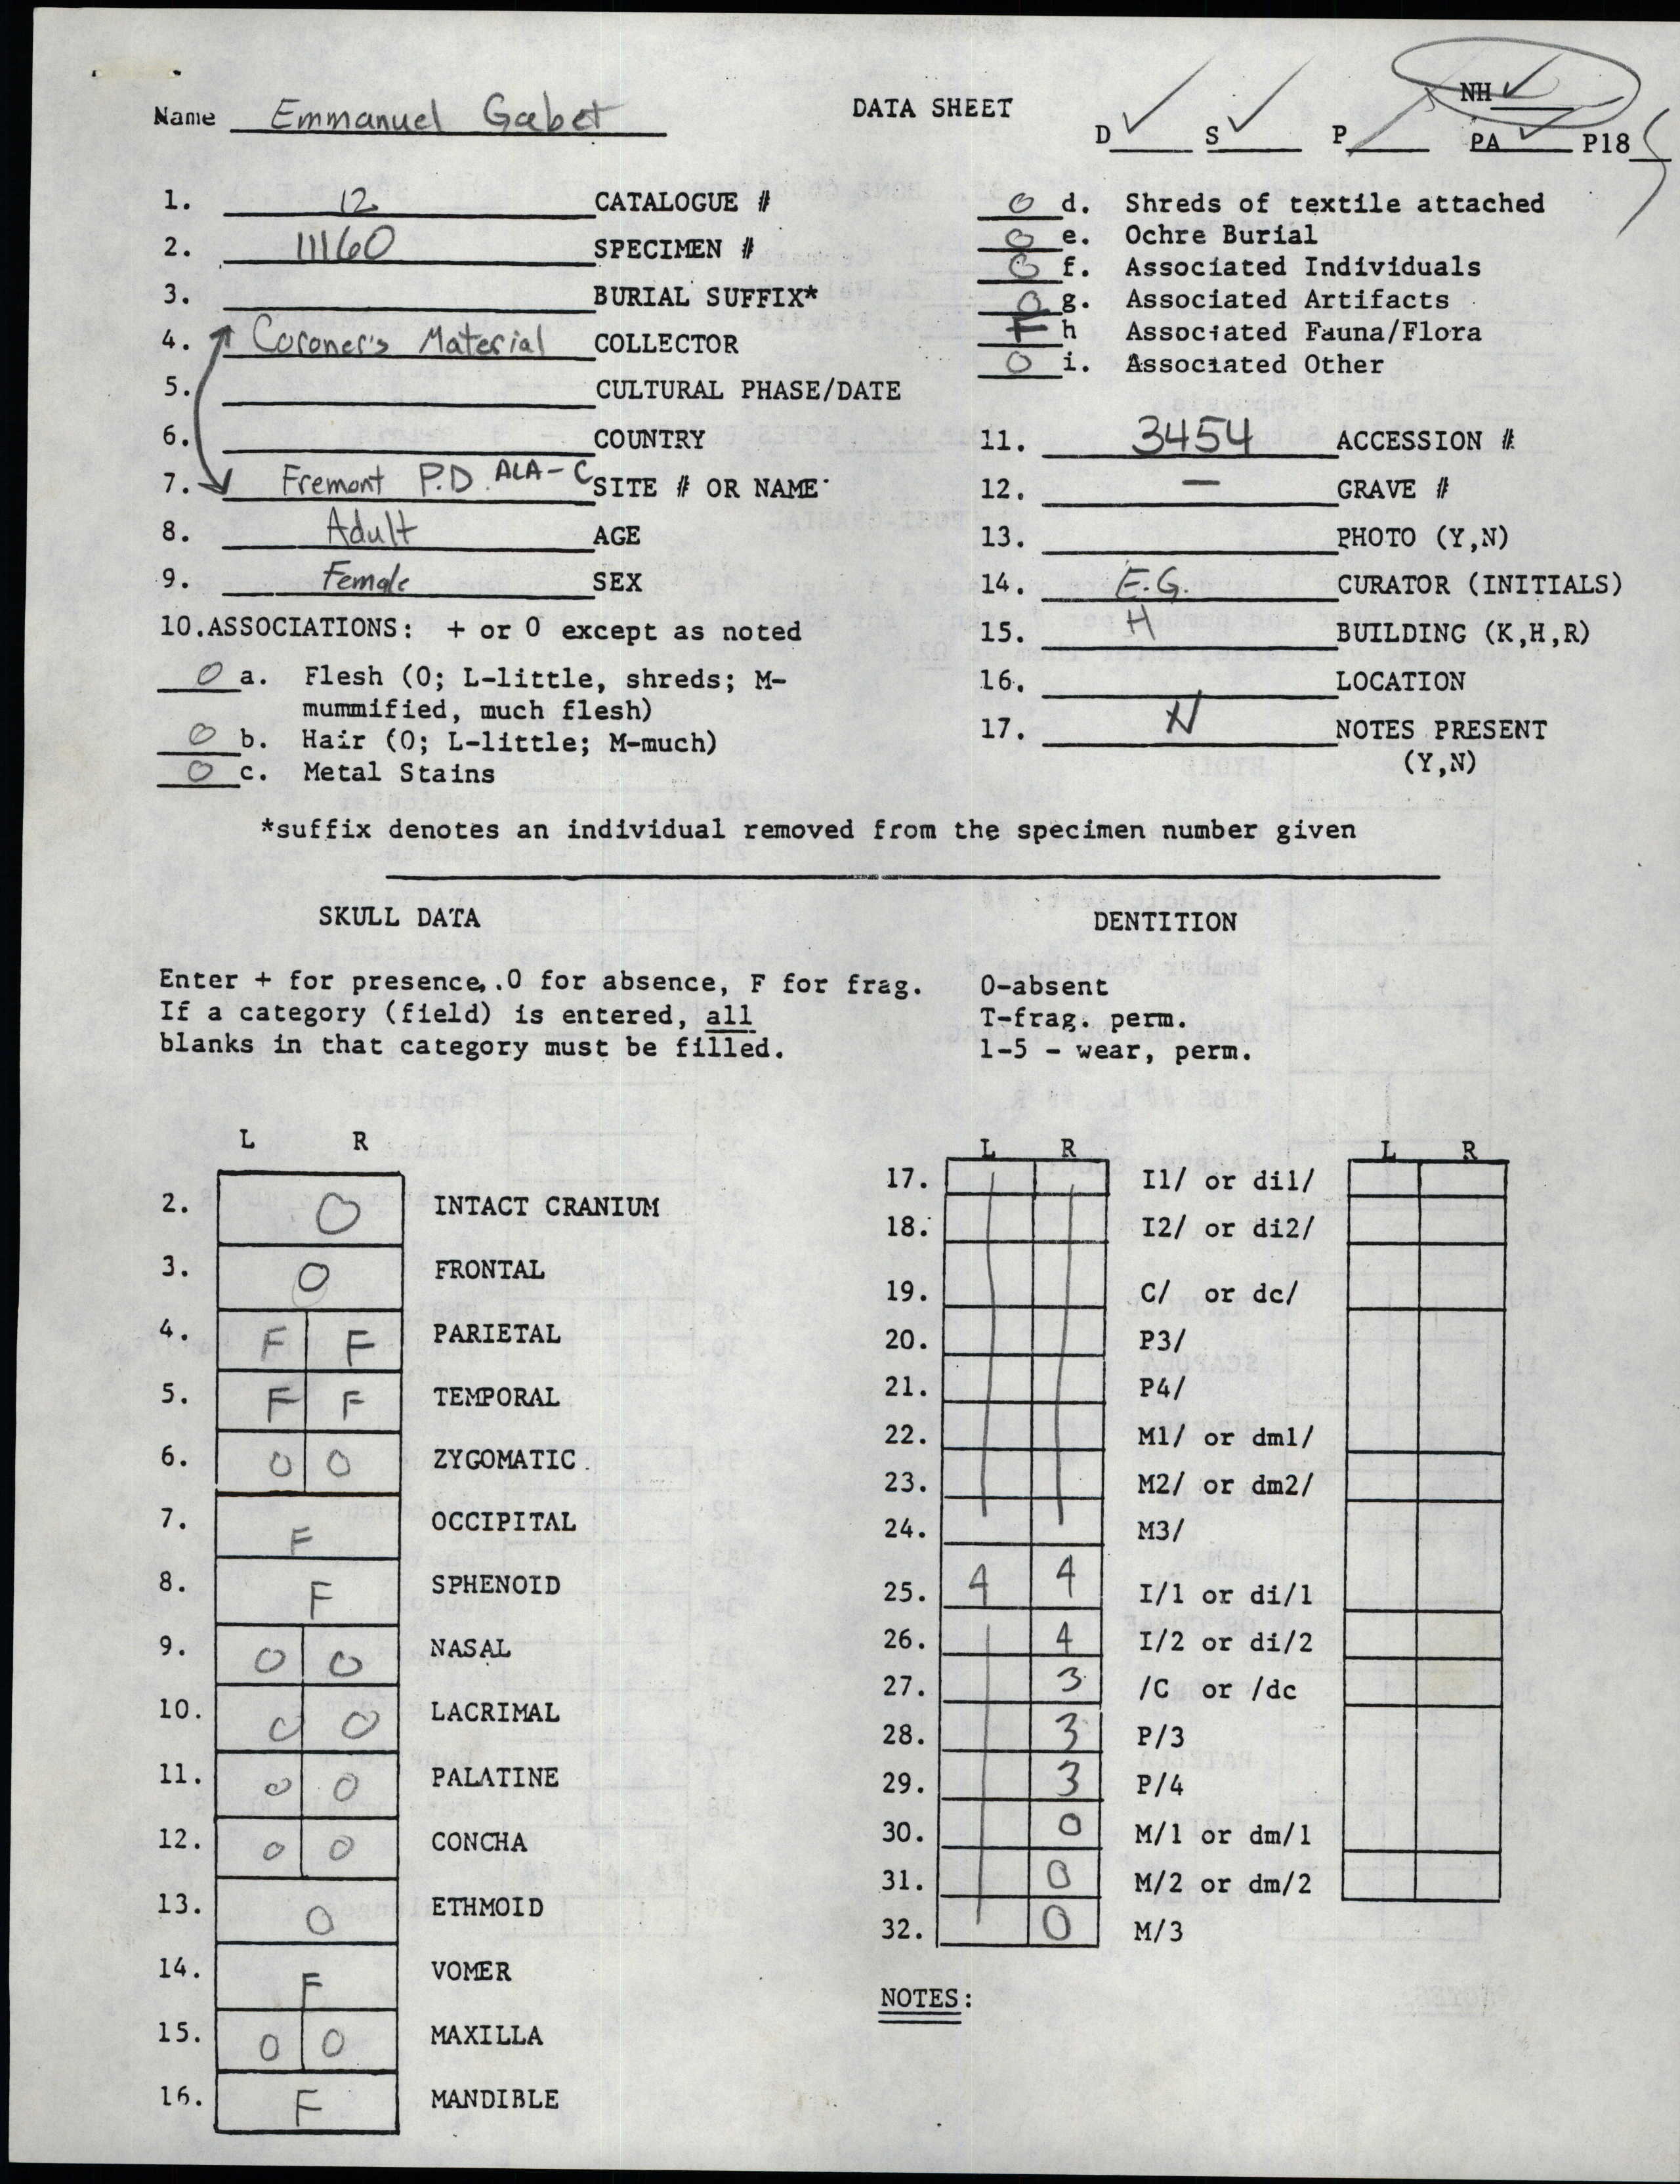 NH ✓
Name Emmanuel Gabet DATA SHEET D ✓ S ✓ P PA ✓ P18
1. 12 CATALOGUE #
2. 11160 SPECIMEN #
3. BURIAL SUFFIX*
4. Coroner's Material COLLECTOR
5. CULTURAL PHASE/DATE
6. COUNTRY
7. Fremont P.D. ALA-C SITE # OR NAME
8. Adult AGE
9. Female SEX
10.ASSOCIATIONS: + or 0 except as noted
0 a. Flesh (0; L-little, shreds; M-
mummified, much flesh)
0 b. Hair (0; L-little; M-much)
0 c. Metal Stains
0 d. Shreds of textile attached
0 e. Ochre Burial
0 f. Associated Individuals
0 g. Associated Artifacts
F h Associated Fauna/Flora
0 i. Associated Other
11. 3454 ACCESSION #
12. — GRAVE #
13. PHOTO (Y,N)
14. E.G. CURATOR (INITIALS)
15. H BUILDING (K,H,R)
16. LOCATION
17. N NOTES PRESENT
(Y,N)
*suffix denotes an individual removed from the specimen number given
SKULL DATA
Enter + for presence, .0 for absence, F for frag.
If a category (field) is entered, all
blanks in that category must be filled.
L R
2. 0 INTACT CRANIUM
3. 0 FRONTAL
4. F F PARIETAL
5. F F TEMPORAL
6. 0 0 ZYGOMATIC
7. F OCCIPITAL
8. F SPHENOID
9. 0 0 NASAL
10. 0 0 LACRIMAL
11. 0 0 PALATINE
12. 0 0 CONCHA
13. 0 ETHMOID
14. F VOMER
15. 0 0 MAXILLA
16. F MANDIBLE
DENTITION
0-absent
T-frag. perm.
1-5 - wear, perm.
L R L R
17. I1/ or di1/
18. I2/ or di2/
19. C/ or dc/
20. P3/
21. P4/
22. M1/ or dm1/
23. M2/ or dm2/
24. M3/
25. 4 4 I/1 or di/1
26. 4 I/2 or di/2
27. 3 /C or /dc
28. 3 P/3
29. 3 P/4
30. 0 M/1 or dm/1
31. 0 M/2 or dm/2
32. 0 M/3
NOTES: